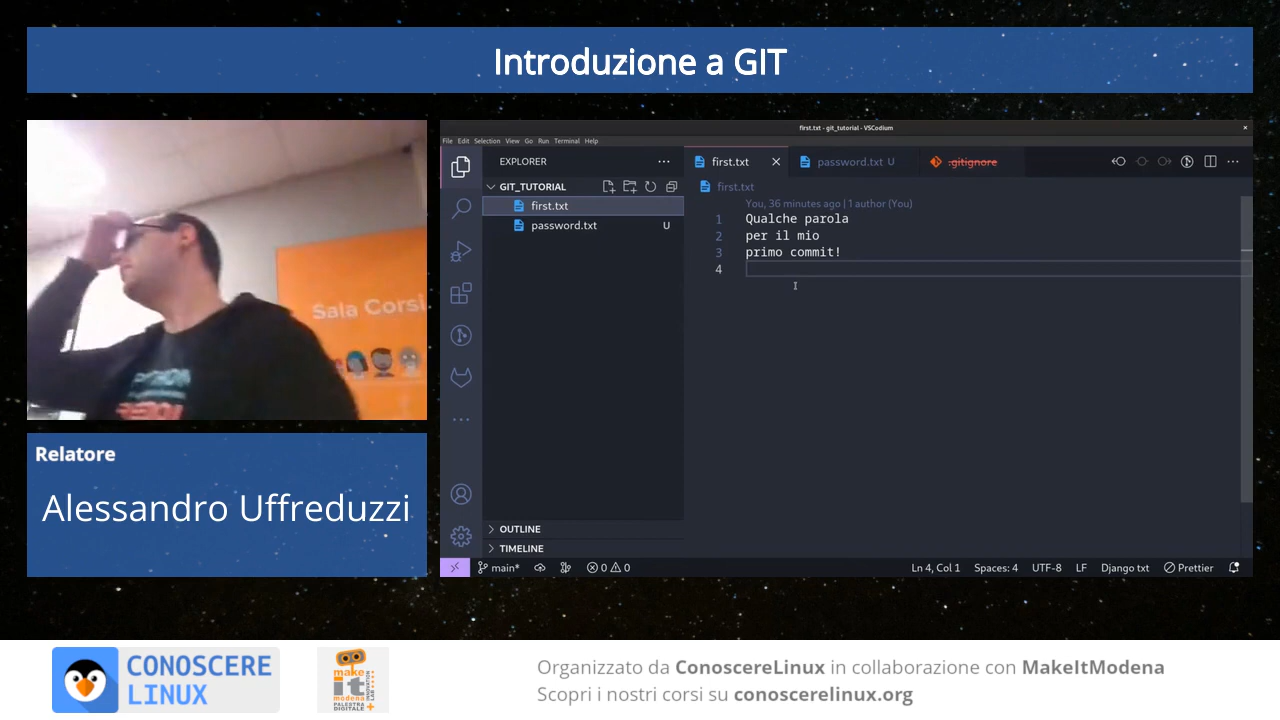 Introduzione a GIT
Sala Corsi
Relatore
Alessandro Uffreduzzi
first.txt - git_tutorial - VSCodium
File Edit Selection View Go Run Terminal Help
EXPLORER
GIT_TUTORIAL
first.txt
password.txt U
OUTLINE
TIMELINE
first.txt
password.txt U
.gitignore
first.txt
You, 36 minutes ago | 1 author (You)
1 Qualche parola
2 per il mio
3 primo commit!
4
main* 0 0
Ln 4, Col 1 Spaces: 4 UTF-8 LF Django txt Prettier
CONOSCERE
LINUX
make
it
modena
PALESTRA
DIGITALE
INNOVATION
LAB
Organizzato da ConoscereLinux in collaborazione con MakeItModena
Scopri i nostri corsi su conoscerelinux.org